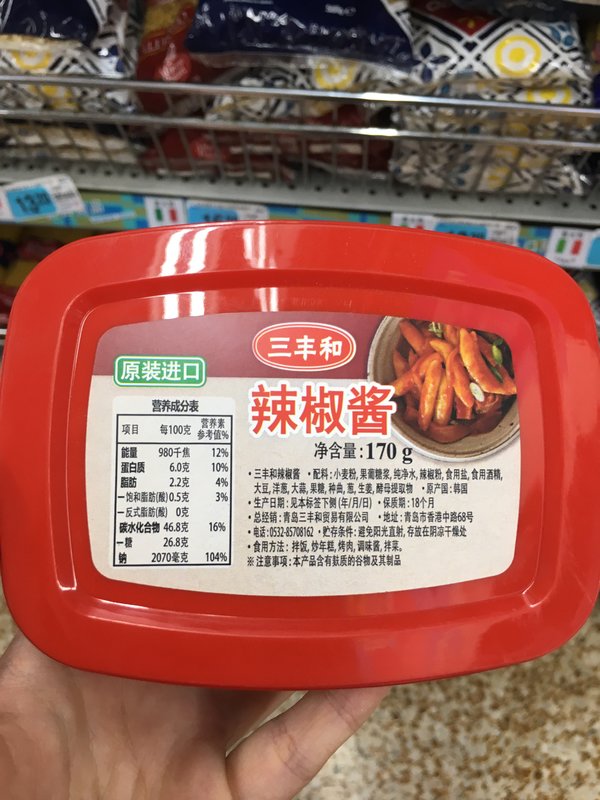 13
三丰和
原装进口
辣椒酱
净含量:170 g
营养成分表
项目 每100克 营养素参考值%
能量 980千焦 12%
蛋白质 6.0克 10%
脂肪 2.2克 4%
—饱和脂肪(酸) 0.5克 3%
—反式脂肪(酸) 0克
碳水化合物 46.8克 16%
—糖 26.8克
钠 2070毫克 104%
•三丰和辣椒酱 •配料:小麦粉,果葡糖浆,纯净水,辣椒粉,食用盐,食用酒精,
大豆,洋葱,大蒜,果糖,种曲,葱,生姜,酵母提取物 •原产国:韩国
•生产日期:见本标签下侧(年/月/日) •保质期:18个月
•总经销:青岛三丰和贸易有限公司 •地址:青岛市香港中路68号
•电话:0532-85708162 •贮存条件:避免阳光直射,存放在阴凉干燥处
•食用方法:拌饭,炒年糕,烤肉,调味酱,拌菜。
※注意事项:本产品含有麸质的谷物及其制品